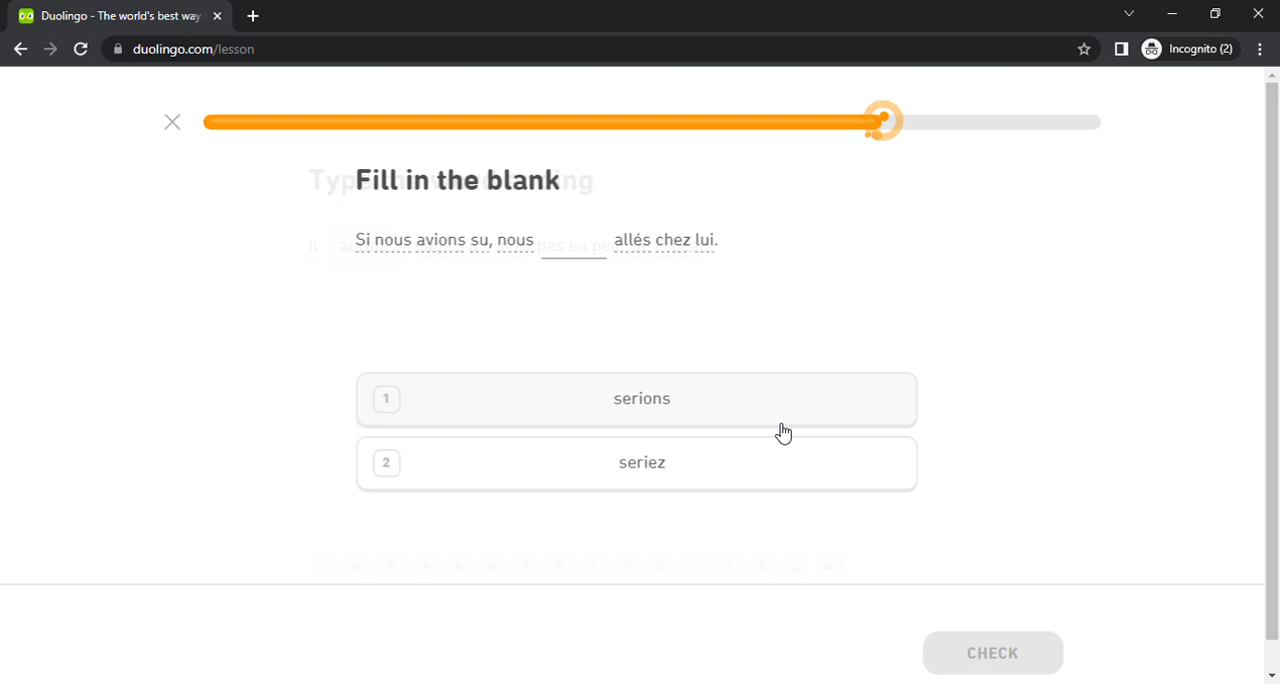 Duolingo - The world's best way
duolingo.com/lesson
Incognito (2)
Fill in the blank
Si nous avions su, nous ______ allés chez lui.
1 serions
2 seriez
CHECK